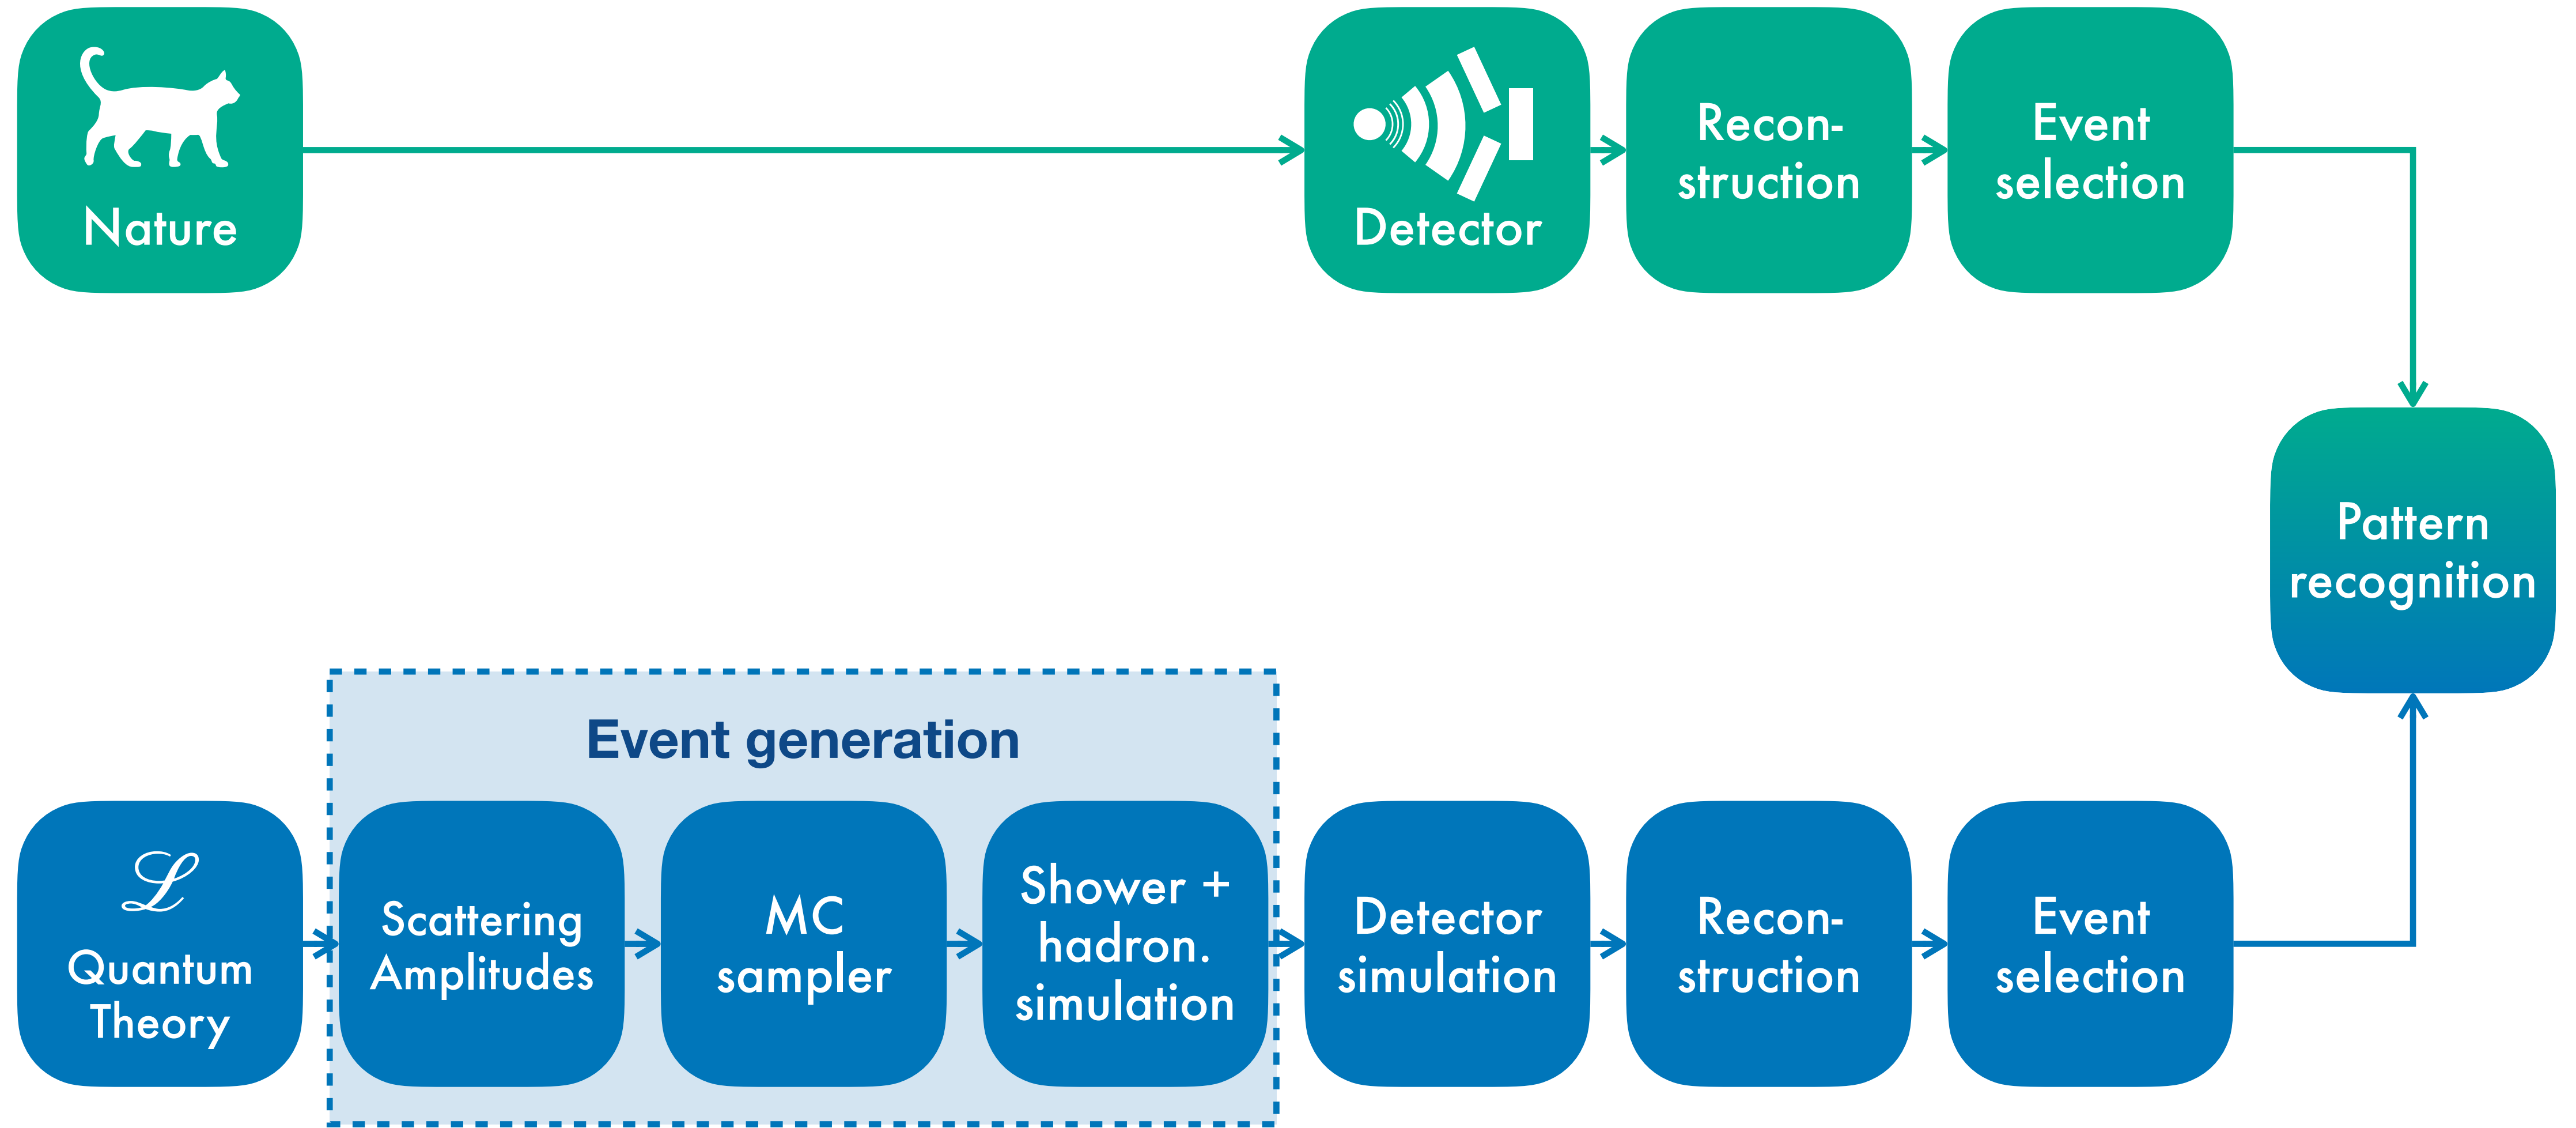 Nature
Detector
Recon-
struction
Event
selection
Pattern
recognition
Event generation
ℒ
Quantum
Theory
Scattering
Amplitudes
MC
sampler
Shower +
hadron.
simulation
Detector
simulation
Recon-
struction
Event
selection